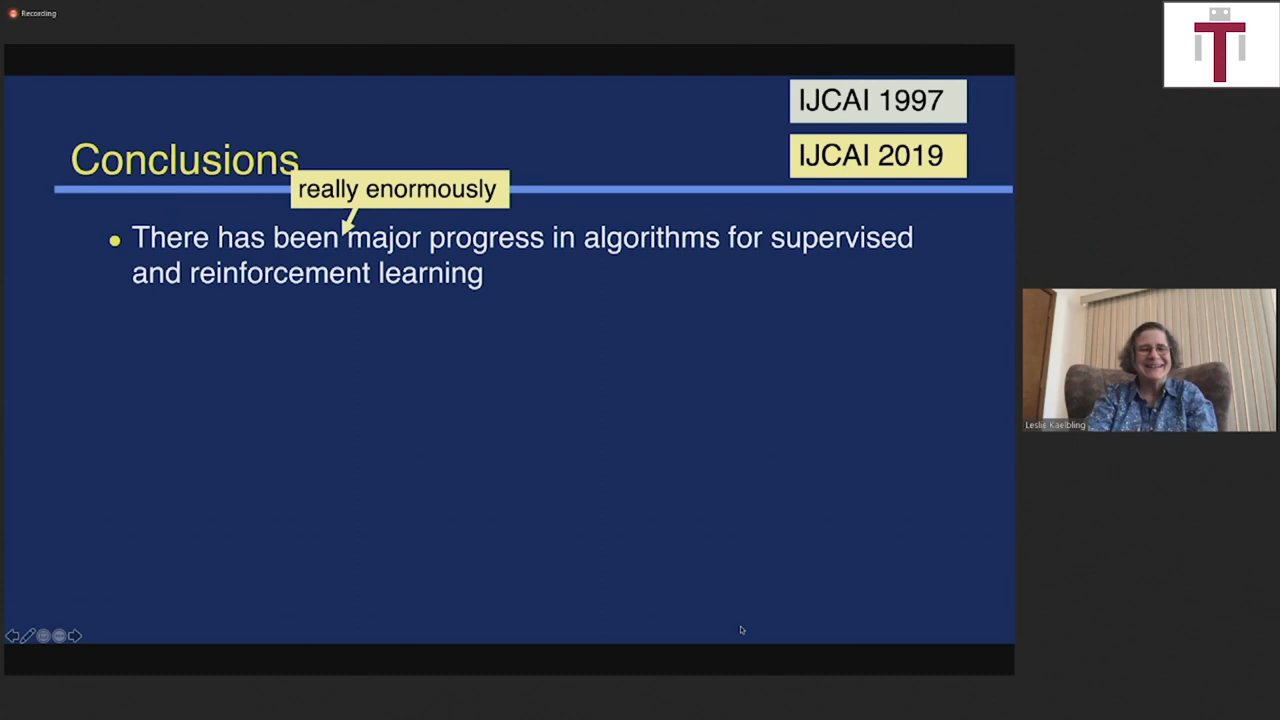 Recording
T
IJCAI 1997
IJCAI 2019
Conclusions
really enormously
There has been major progress in algorithms for supervised
and reinforcement learning
Leslie Kaelbling